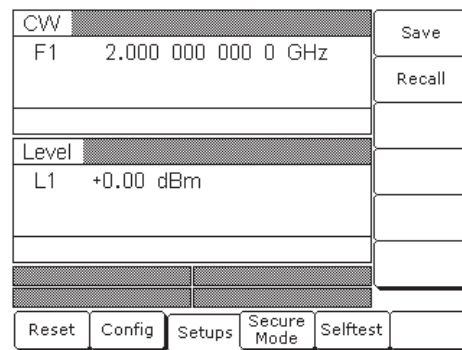 CW
F1 2.000 000 000 0 GHz
Level
L1 +0.00 dBm
Save
Recall
Reset Config Setups Secure Mode Selftest